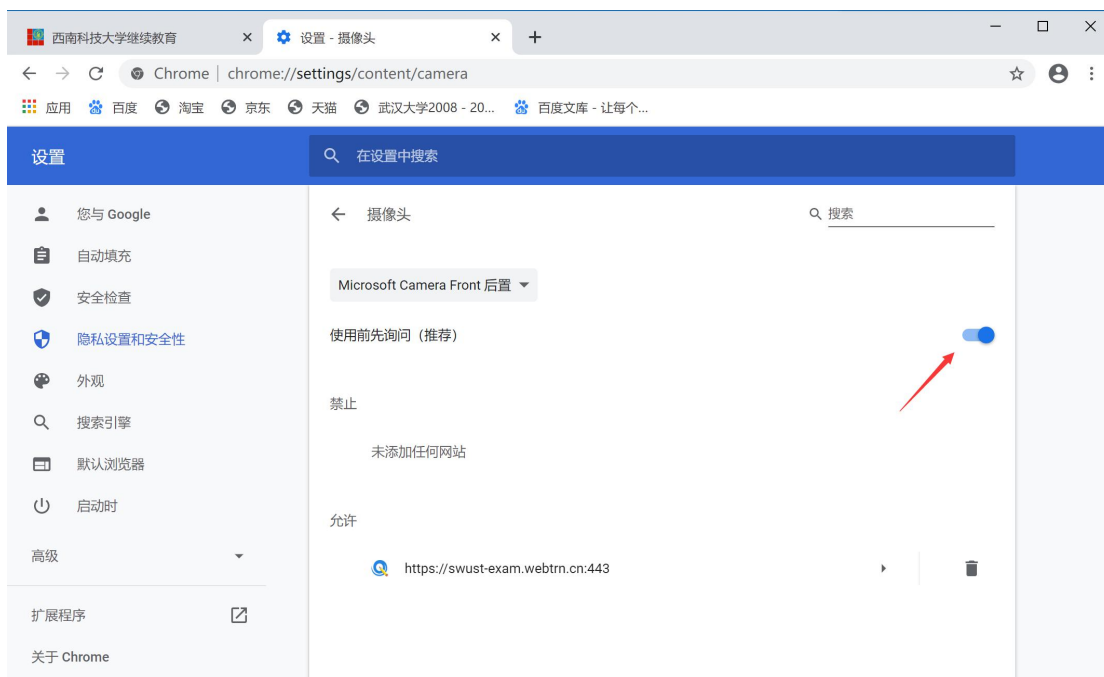 西南科技大学继续教育
设置 - 摄像头
Chrome | chrome://settings/content/camera
应用 百度 淘宝 京东 天猫 武汉大学2008 - 20... 百度文库 - 让每个...
设置
在设置中搜索
您与 Google
自动填充
安全检查
隐私设置和安全性
外观
搜索引擎
默认浏览器
启动时
高级
扩展程序
关于 Chrome
摄像头
搜索
Microsoft Camera Front 后置
使用前先询问（推荐）
禁止
未添加任何网站
允许
https://swust-exam.webtrn.cn:443